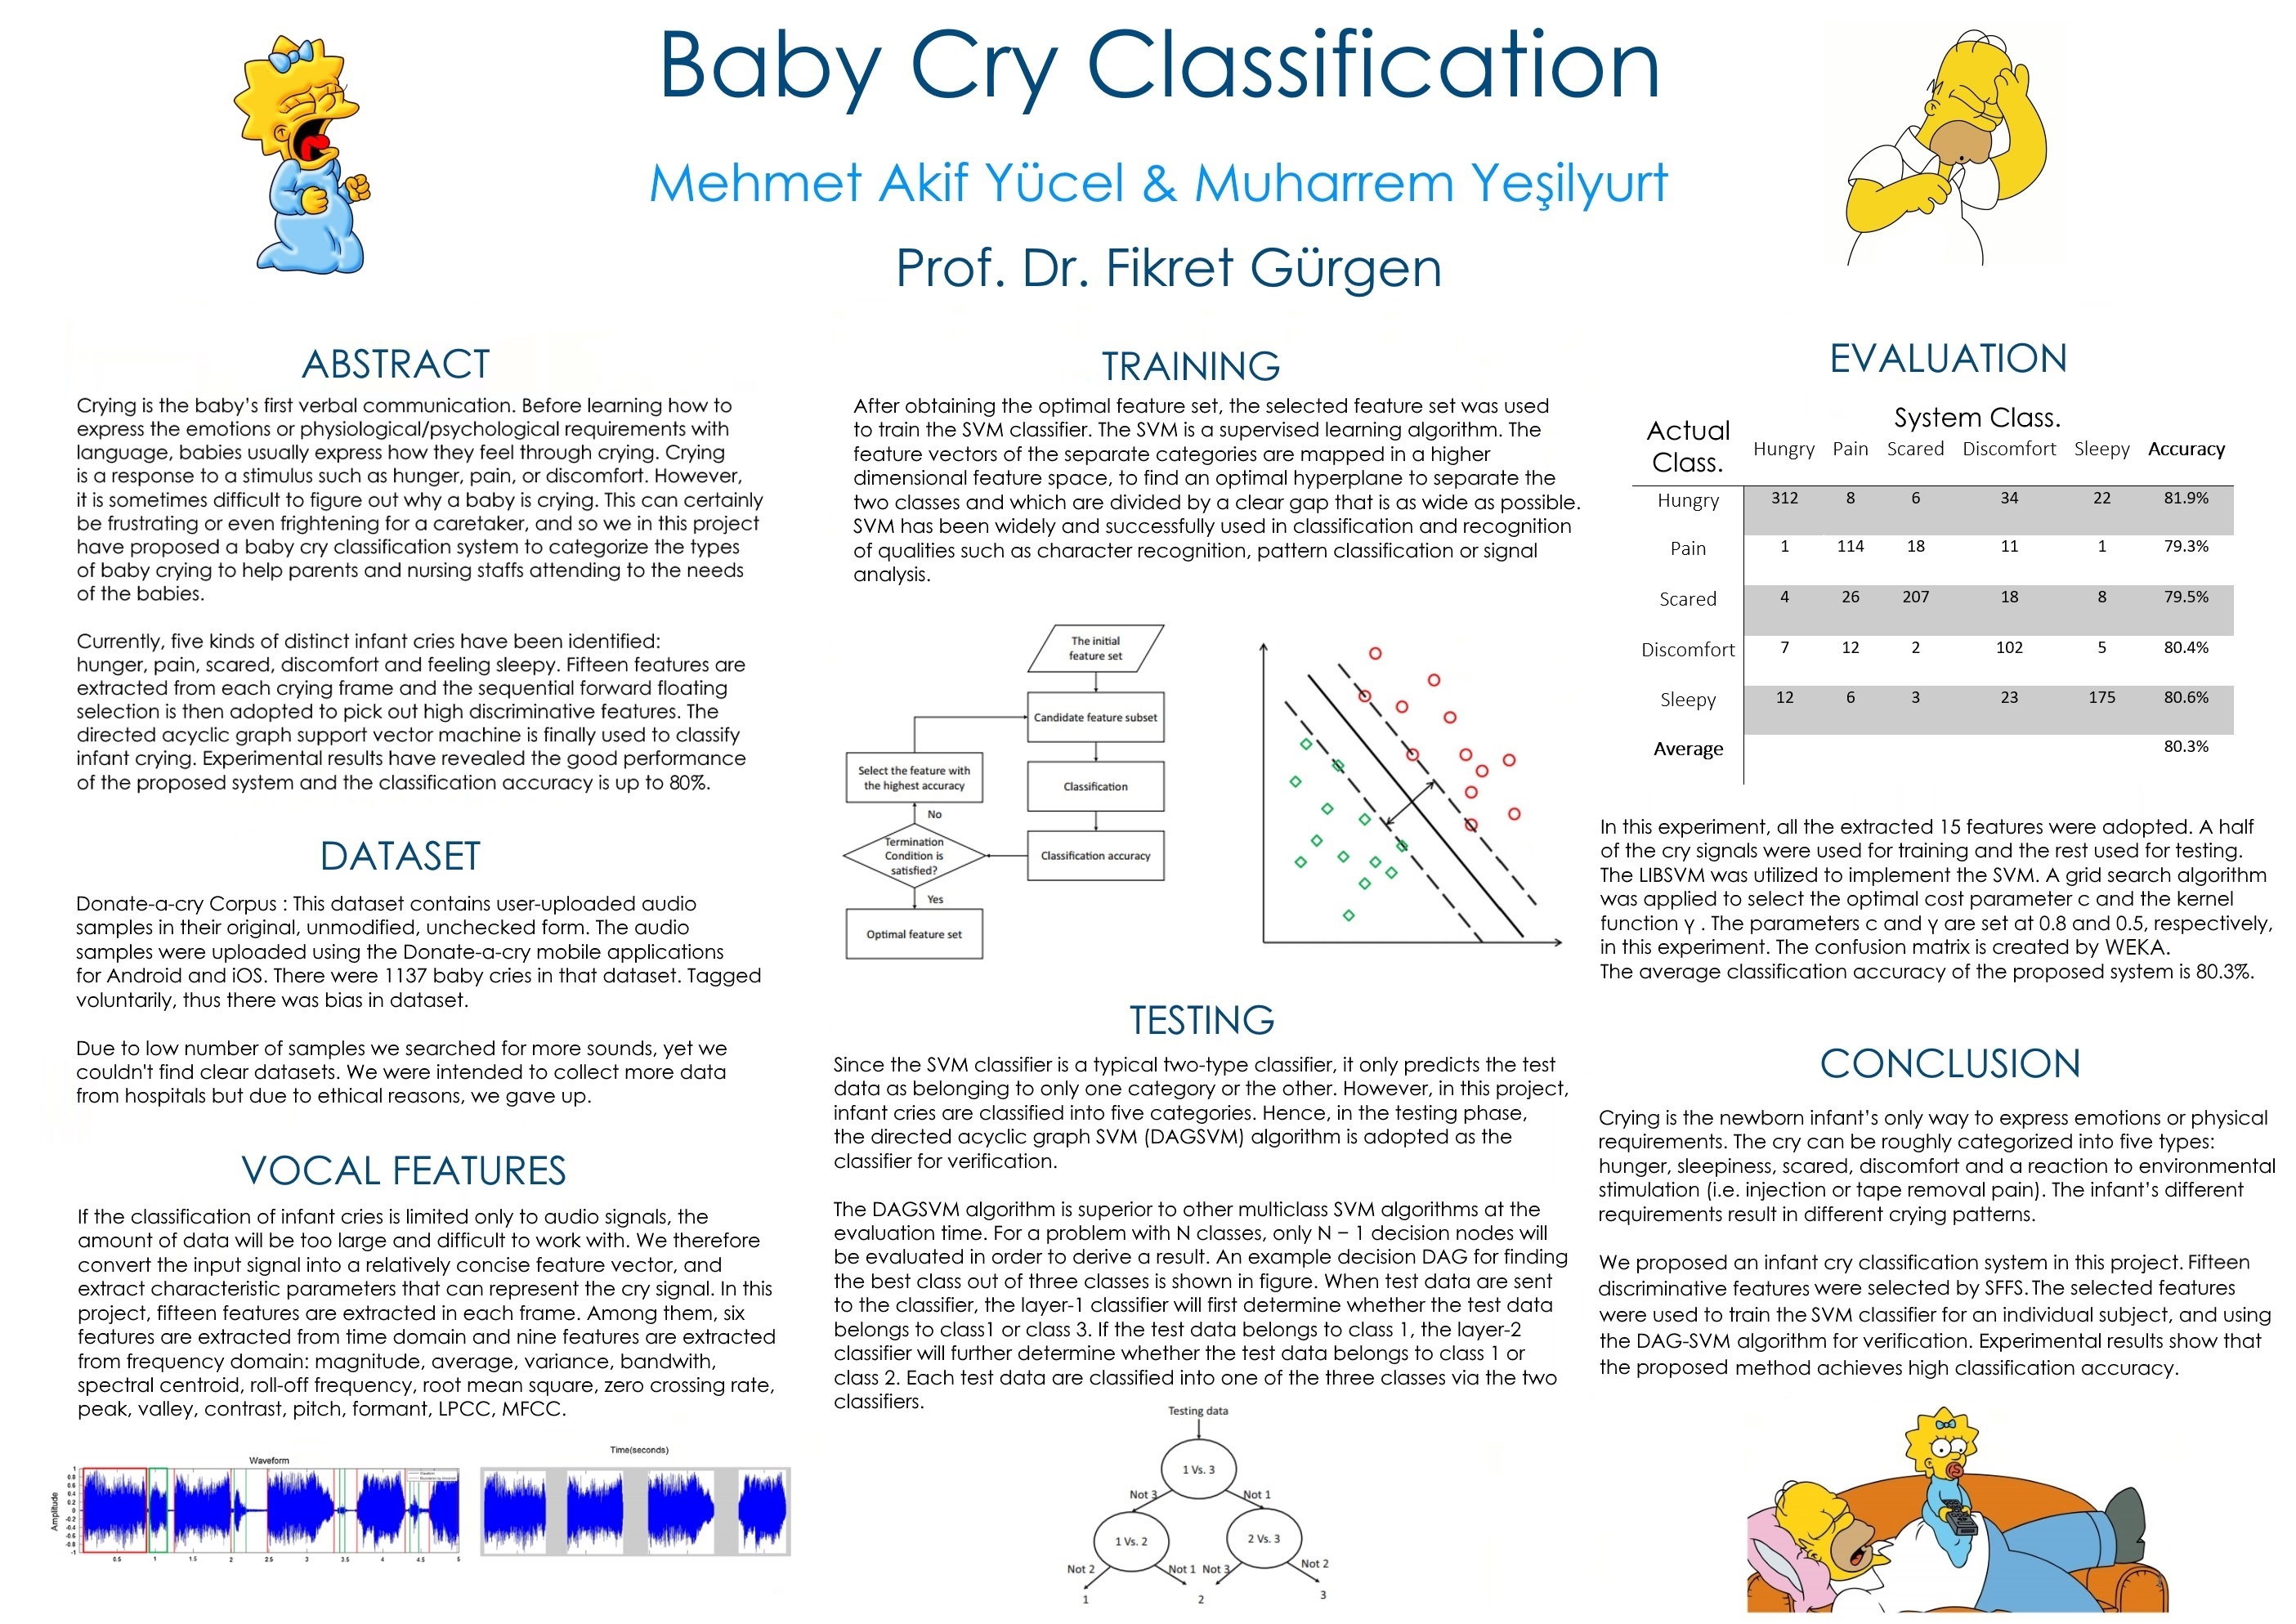 Baby Cry Classification
Mehmet Akif Yücel & Muharrem Yeşilyurt
Prof. Dr. Fikret Gürgen
ABSTRACT
Crying is the baby's first verbal communication. Before learning how to
express the emotions or physiological/psychological requirements with
language, babies usually express how they feel through crying. Crying
is a response to a stimulus such as hunger, pain, or discomfort. However,
it is sometimes difficult to figure out why a baby is crying. This can certainly
be frustrating or even frightening for a caretaker, and so we in this project
have proposed a baby cry classification system to categorize the types
of baby crying to help parents and nursing staffs attending to the needs
of the babies.
Currently, five kinds of distinct infant cries have been identified:
hunger, pain, scared, discomfort and feeling sleepy. Fifteen features are
extracted from each crying frame and the sequential forward floating
selection is then adopted to pick out high discriminative features. The
directed acyclic graph support vector machine is finally used to classify
infant crying. Experimental results have revealed the good performance
of the proposed system and the classification accuracy is up to 80%.
DATASET
Donate-a-cry Corpus : This dataset contains user-uploaded audio
samples in their original, unmodified, unchecked form. The audio
samples were uploaded using the Donate-a-cry mobile applications
for Android and iOS. There were 1137 baby cries in that dataset. Tagged
voluntarily, thus there was bias in dataset.
Due to low number of samples we searched for more sounds, yet we
couldn't find clear datasets. We were intended to collect more data
from hospitals but due to ethical reasons, we gave up.
VOCAL FEATURES
If the classification of infant cries is limited only to audio signals, the
amount of data will be too large and difficult to work with. We therefore
convert the input signal into a relatively concise feature vector, and
extract characteristic parameters that can represent the cry signal. In this
project, fifteen features are extracted in each frame. Among them, six
features are extracted from time domain and nine features are extracted
from frequency domain: magnitude, average, variance, bandwith,
spectral centroid, roll-off frequency, root mean square, zero crossing rate,
peak, valley, contrast, pitch, formant, LPCC, MFCC.
Waveform
Amplitude
1
0.8
0.6
0.4
0.2
0
-0.2
-0.4
-0.6
-0.8
-1
0.5 1 1.5 2 2.5 3 3.5 4 4.5 5
Time(seconds)
TRAINING
After obtaining the optimal feature set, the selected feature set was used
to train the SVM classifier. The SVM is a supervised learning algorithm. The
feature vectors of the separate categories are mapped in a higher
dimensional feature space, to find an optimal hyperplane to separate the
two classes and which are divided by a clear gap that is as wide as possible.
SVM has been widely and successfully used in classification and recognition
of qualities such as character recognition, pattern classification or signal
analysis.
The initial
feature set
Candidate feature subset
Classification
Classification accuracy
Select the feature with
the highest accuracy
No
Termination
Condition is
satisfied?
Yes
Optimal feature set
TESTING
Since the SVM classifier is a typical two-type classifier, it only predicts the test
data as belonging to only one category or the other. However, in this project,
infant cries are classified into five categories. Hence, in the testing phase,
the directed acyclic graph SVM (DAGSVM) algorithm is adopted as the
classifier for verification.
The DAGSVM algorithm is superior to other multiclass SVM algorithms at the
evaluation time. For a problem with N classes, only N − 1 decision nodes will
be evaluated in order to derive a result. An example decision DAG for finding
the best class out of three classes is shown in figure. When test data are sent
to the classifier, the layer-1 classifier will first determine whether the test data
belongs to class1 or class 3. If the test data belongs to class 1, the layer-2
classifier will further determine whether the test data belongs to class 1 or
class 2. Each test data are classified into one of the three classes via the two
classifiers.
Testing data
1 Vs. 3
Not 3 Not 1
1 Vs. 2 2 Vs. 3
Not 2 Not 1 Not 3 Not 2
1 2 3
EVALUATION
System Class.
Actual
Class.
Hungry Pain Scared Discomfort Sleepy Accuracy
Hungry 312 8 6 34 22 81.9%
Pain 1 114 18 11 1 79.3%
Scared 4 26 207 18 8 79.5%
Discomfort 7 12 2 102 5 80.4%
Sleepy 12 6 3 23 175 80.6%
Average 80.3%
In this experiment, all the extracted 15 features were adopted. A half
of the cry signals were used for training and the rest used for testing.
The LIBSVM was utilized to implement the SVM. A grid search algorithm
was applied to select the optimal cost parameter c and the kernel
function γ . The parameters c and γ are set at 0.8 and 0.5, respectively,
in this experiment. The confusion matrix is created by WEKA.
The average classification accuracy of the proposed system is 80.3%.
CONCLUSION
Crying is the newborn infant's only way to express emotions or physical
requirements. The cry can be roughly categorized into five types:
hunger, sleepiness, scared, discomfort and a reaction to environmental
stimulation (i.e. injection or tape removal pain). The infant's different
requirements result in different crying patterns.
We proposed an infant cry classification system in this project. Fifteen
discriminative features were selected by SFFS. The selected features
were used to train the SVM classifier for an individual subject, and using
the DAG-SVM algorithm for verification. Experimental results show that
the proposed method achieves high classification accuracy.